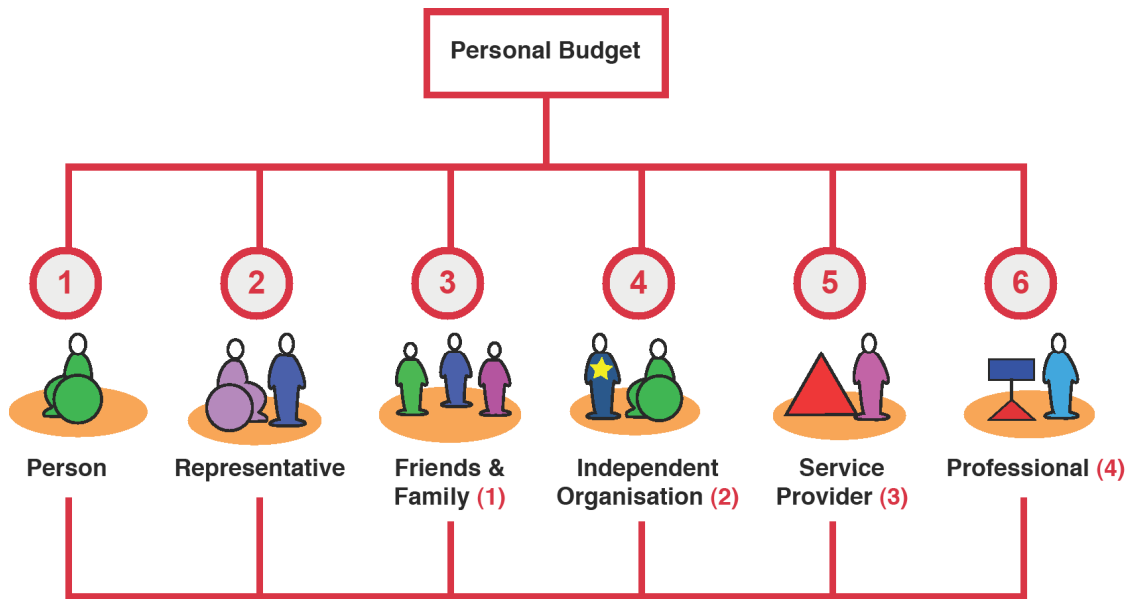 Personal Budget
1 2 3 4 5 6
Person
Representative
Friends &
Family (1)
Independent
Organisation (2)
Service
Provider (3)
Professional (4)